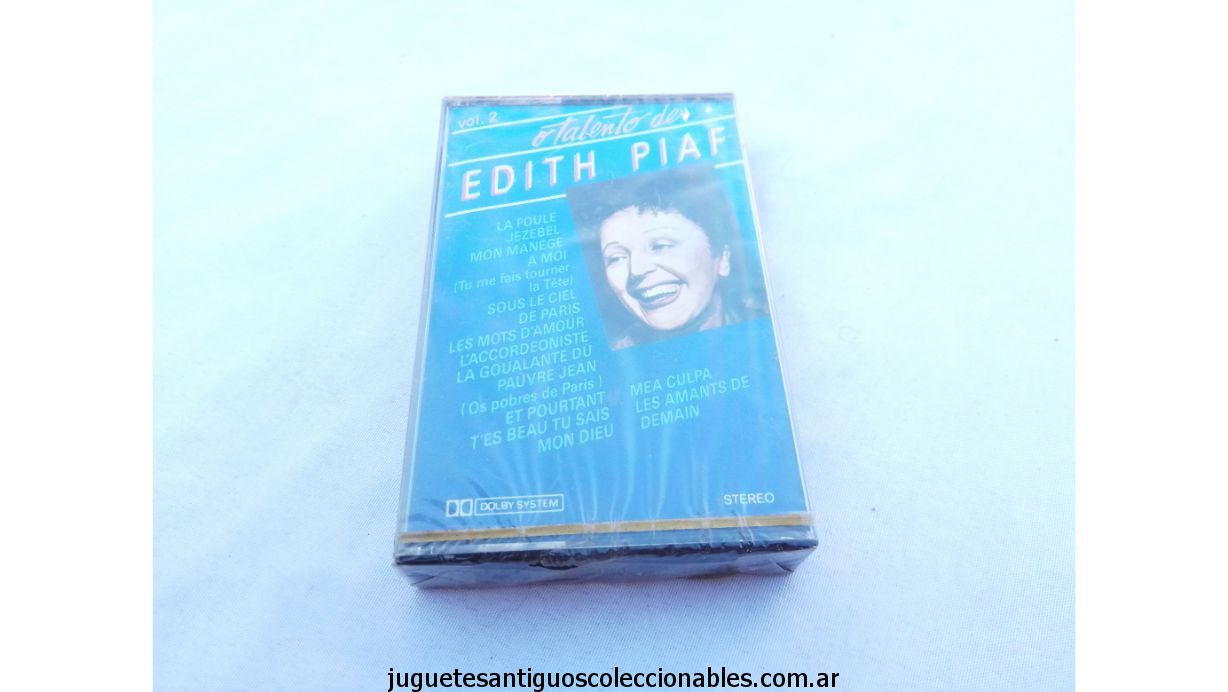 vol. 2
o talento de
EDITH PIAF
LA FOULE
JEZEBEL
MON MANEGE
A MOI
(Tu me fais tourner
la Tête)
SOUS LE CIEL
DE PARIS
LES MOTS D'AMOUR
L'ACCORDEONISTE
LA GOUALANTE DU
PAUVRE JEAN
(Os pobres de Paris)
ET POURTANT
T'ES BEAU TU SAIS
MON DIEU
MEA CULPA
LES AMANTS DE
DEMAIN
DOLBY SYSTEM
STEREO
juguetesantiguoscoleccionables.com.ar